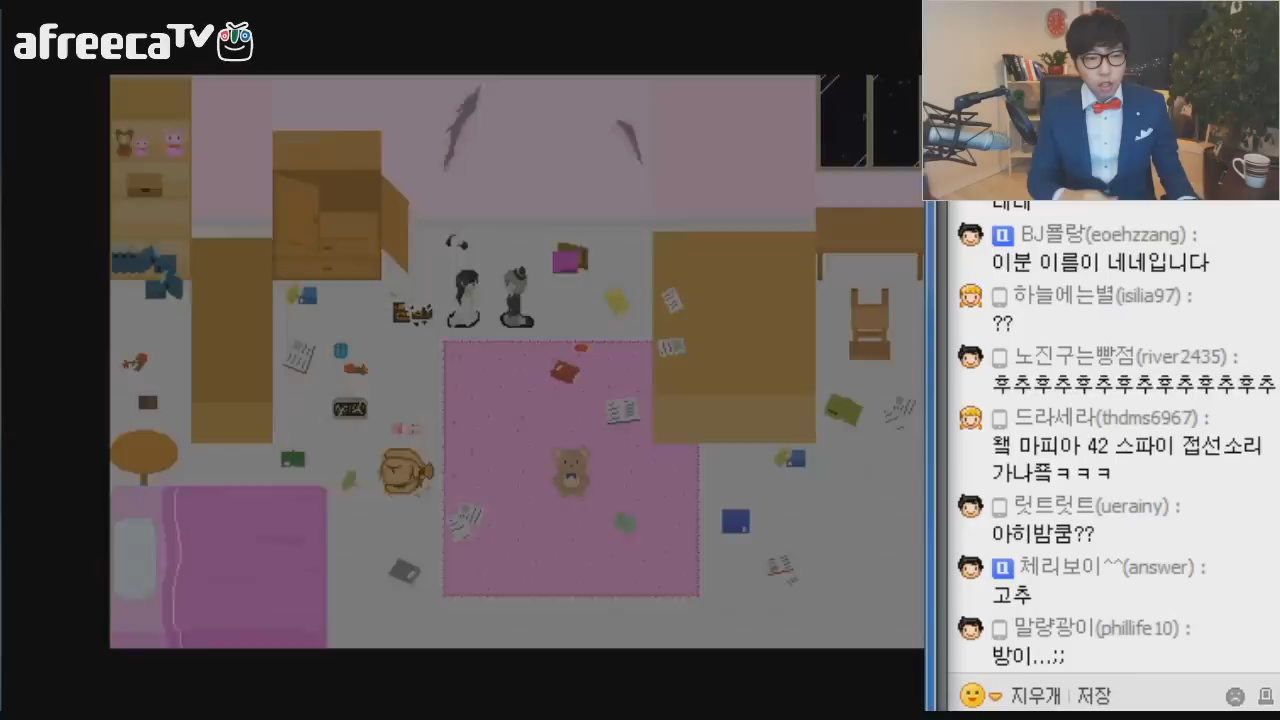 afreecaTV
네네
BJ몰랑(eoehzzang) :
이분 이름이 네네입니다
하늘에는별(isilia97) :
??
노진구는빵점(river2435) :
후추후추후추후추후추후추후추
드라세라(thdms6967) :
왝 마피아 42 스파이 접선소리
가나쬭ㅋㅋㅋ
럿트럿트(uerainy) :
아히밤쿰??
체리보이^^(answer) :
고추
말량광이(phillife10) :
방이...;;
지우개 | 저장